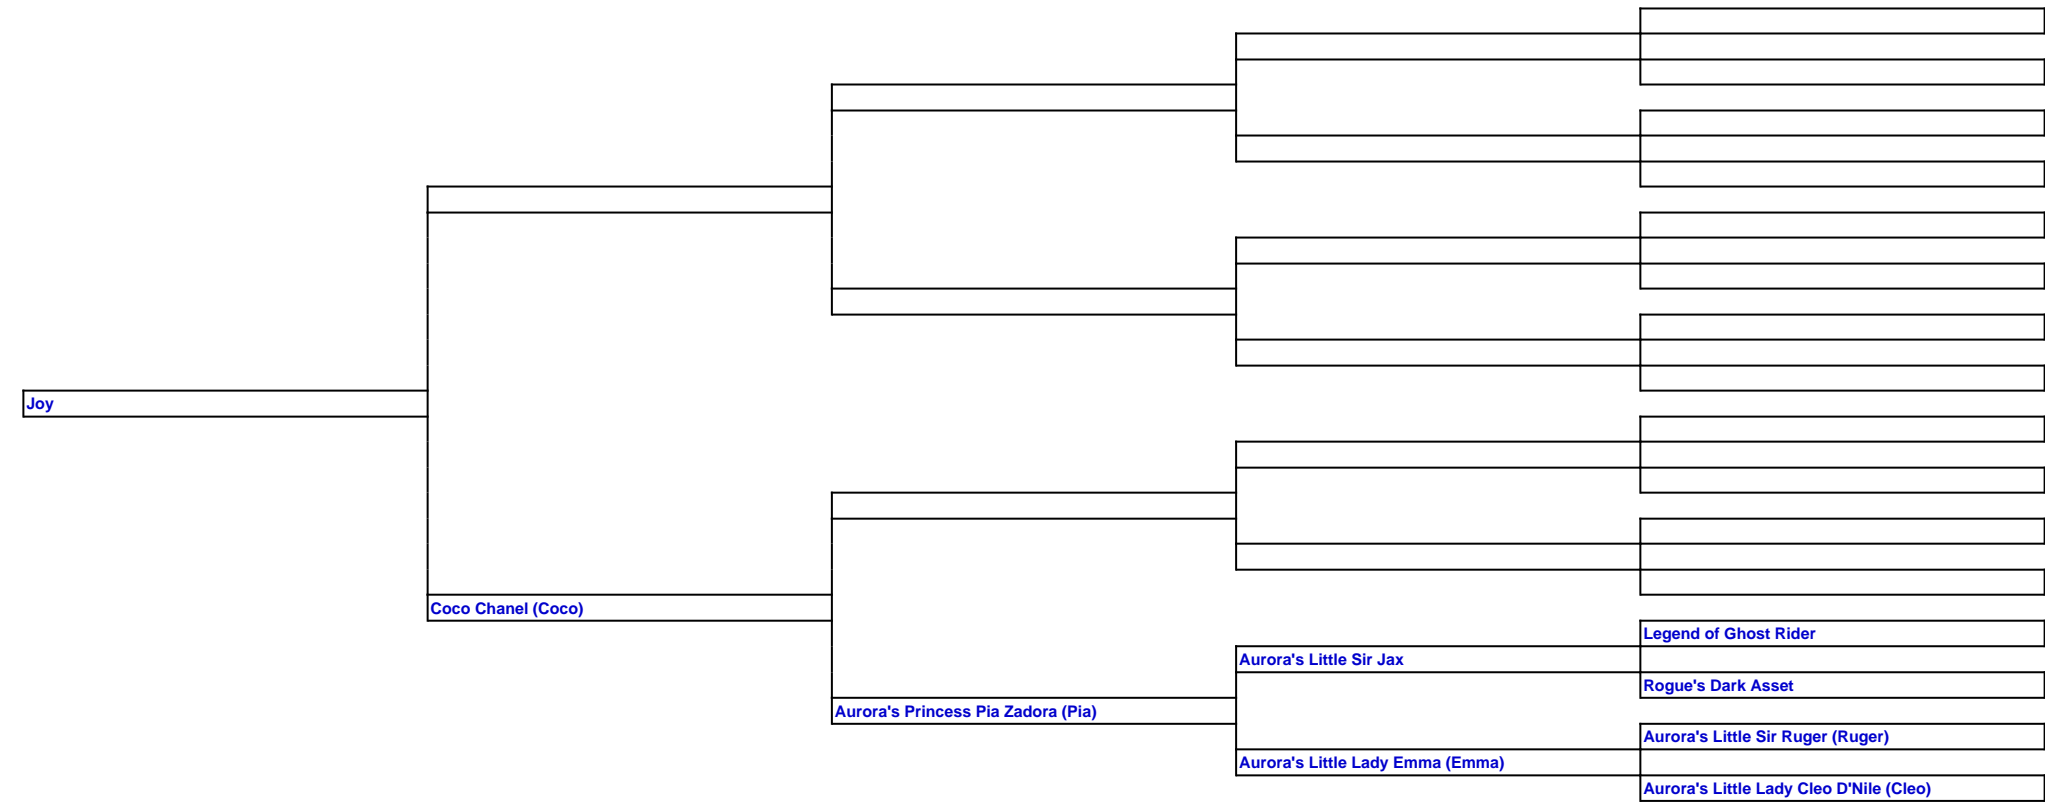 Joy
Coco Chanel (Coco)
Legend of Ghost Rider
Aurora's Little Sir Jax
Rogue's Dark Asset
Aurora's Princess Pia Zadora (Pia)
Aurora's Little Sir Ruger (Ruger)
Aurora's Little Lady Emma (Emma)
Aurora's Little Lady Cleo D'Nile (Cleo)